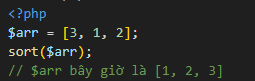 <?php
$arr = [3, 1, 2];
sort($arr);
// $arr bây giờ là [1, 2, 3]